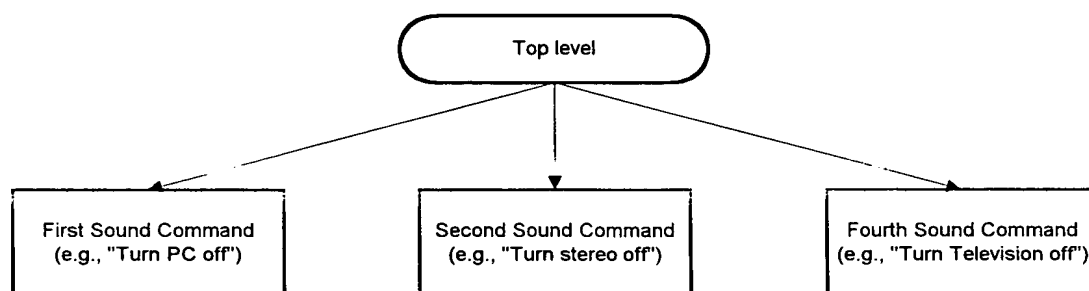 Top level
First Sound Command
(e.g., "Turn PC off")
Second Sound Command
(e.g., "Turn stereo off")
Fourth Sound Command
(e.g., "Turn Television off")